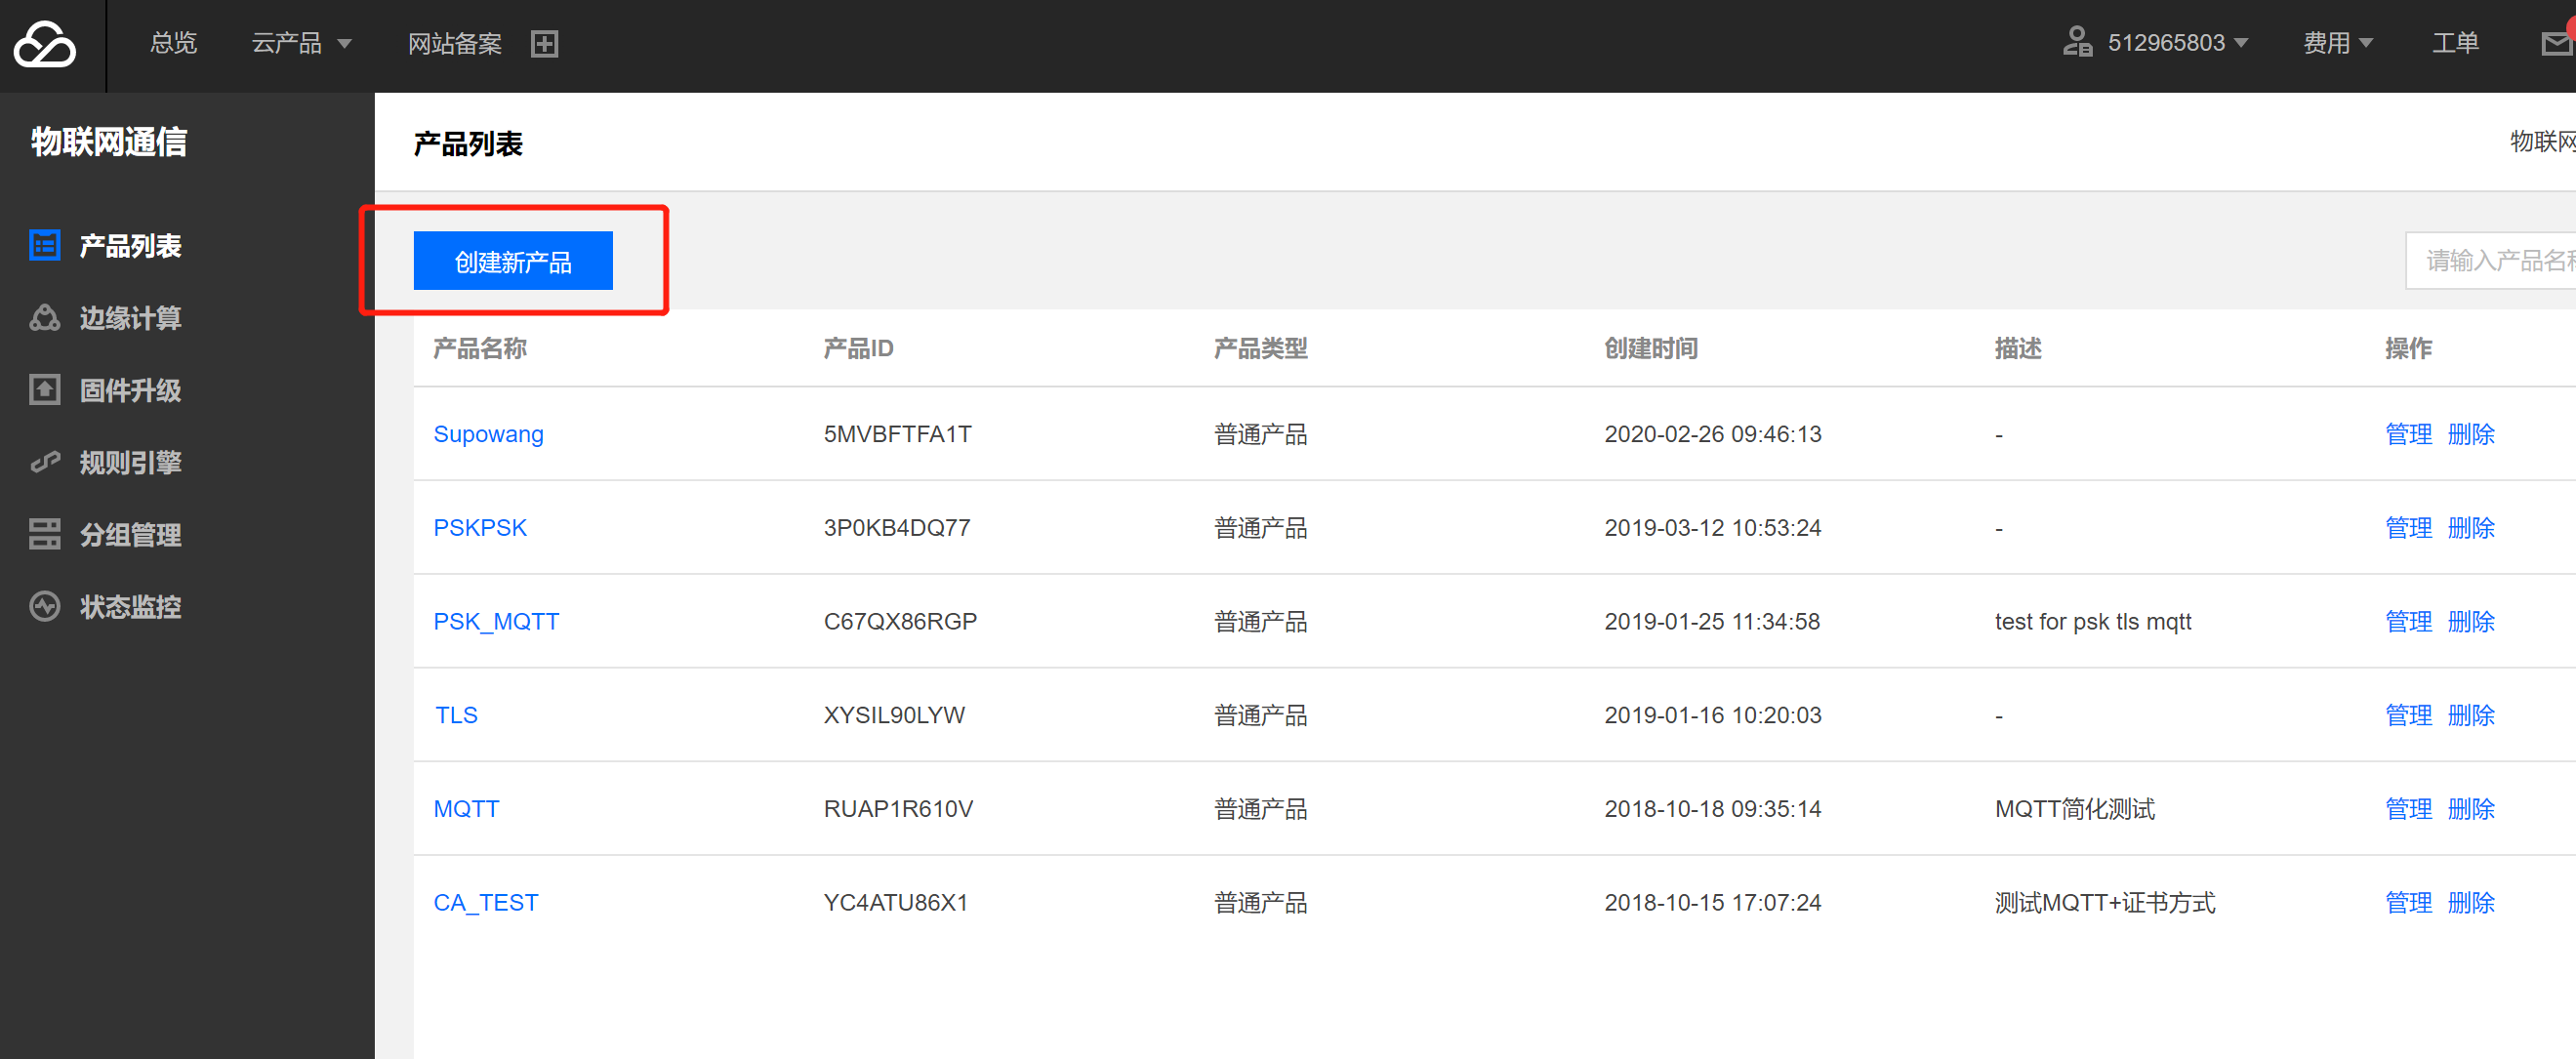 总览 云产品 网站备案 512965803 费用 工单
物联网通信
产品列表
边缘计算
固件升级
规则引擎
分组管理
状态监控
产品列表 物联网
创建新产品 请输入产品名称
产品名称 产品ID 产品类型 创建时间 描述 操作
Supowang 5MVBFTFA1T 普通产品 2020-02-26 09:46:13 - 管理 删除
PSKPSK 3P0KB4DQ77 普通产品 2019-03-12 10:53:24 - 管理 删除
PSK_MQTT C67QX86RGP 普通产品 2019-01-25 11:34:58 test for psk tls mqtt 管理 删除
TLS XYSIL90LYW 普通产品 2019-01-16 10:20:03 - 管理 删除
MQTT RUAP1R610V 普通产品 2018-10-18 09:35:14 MQTT简化测试 管理 删除
CA_TEST YC4ATU86X1 普通产品 2018-10-15 17:07:24 测试MQTT+证书方式 管理 删除